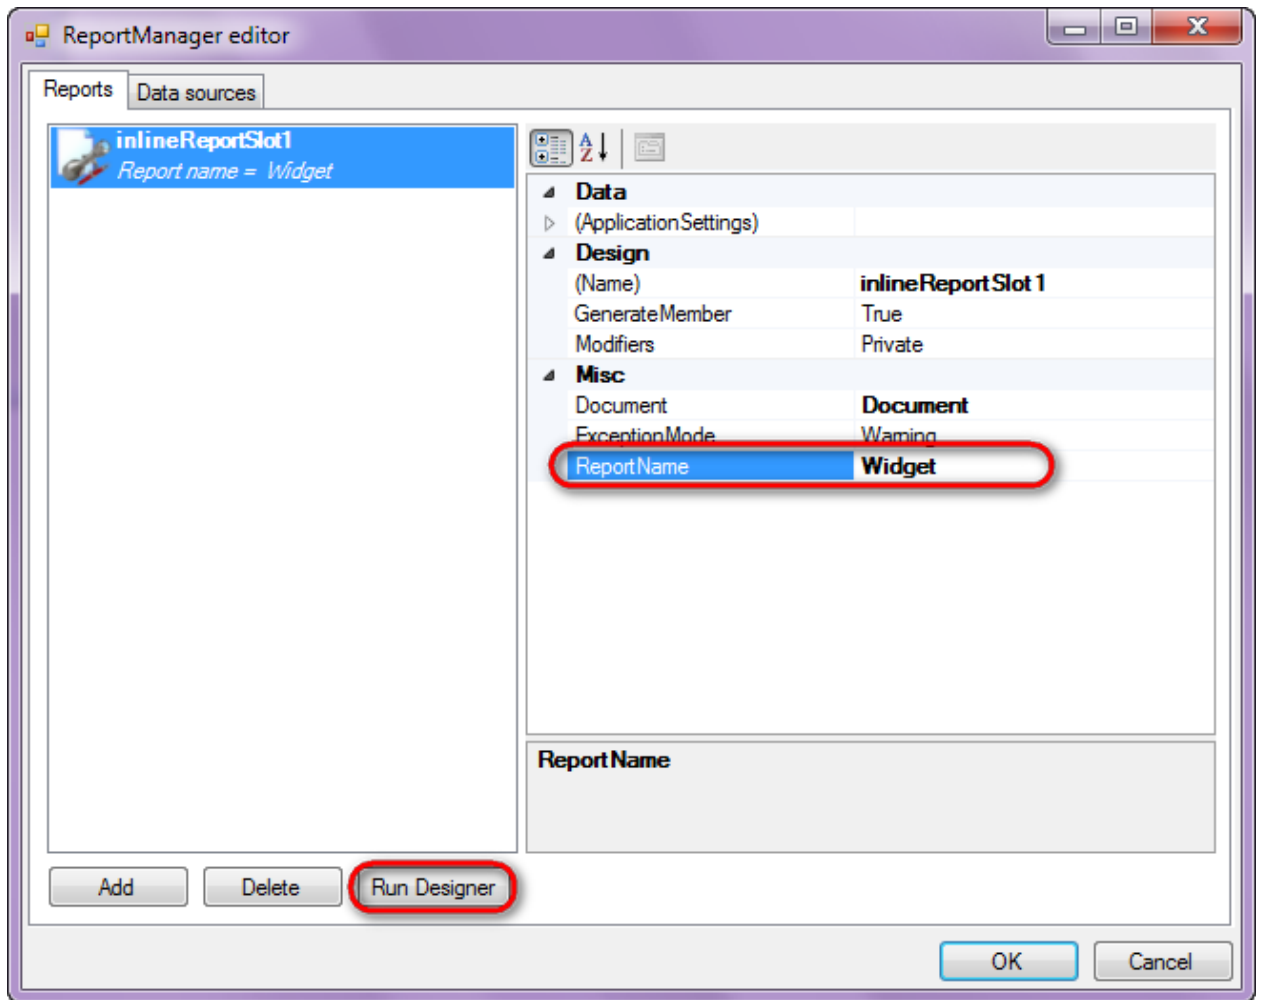 ReportManager editor
Reports
Data sources
inlineReportSlot1
Report name = Widget
Data
(ApplicationSettings)
Design
(Name) inlineReportSlot1
GenerateMember True
Modifiers Private
Misc
Document Document
ExceptionMode Warning
ReportName Widget
ReportName
Add
Delete
Run Designer
OK
Cancel